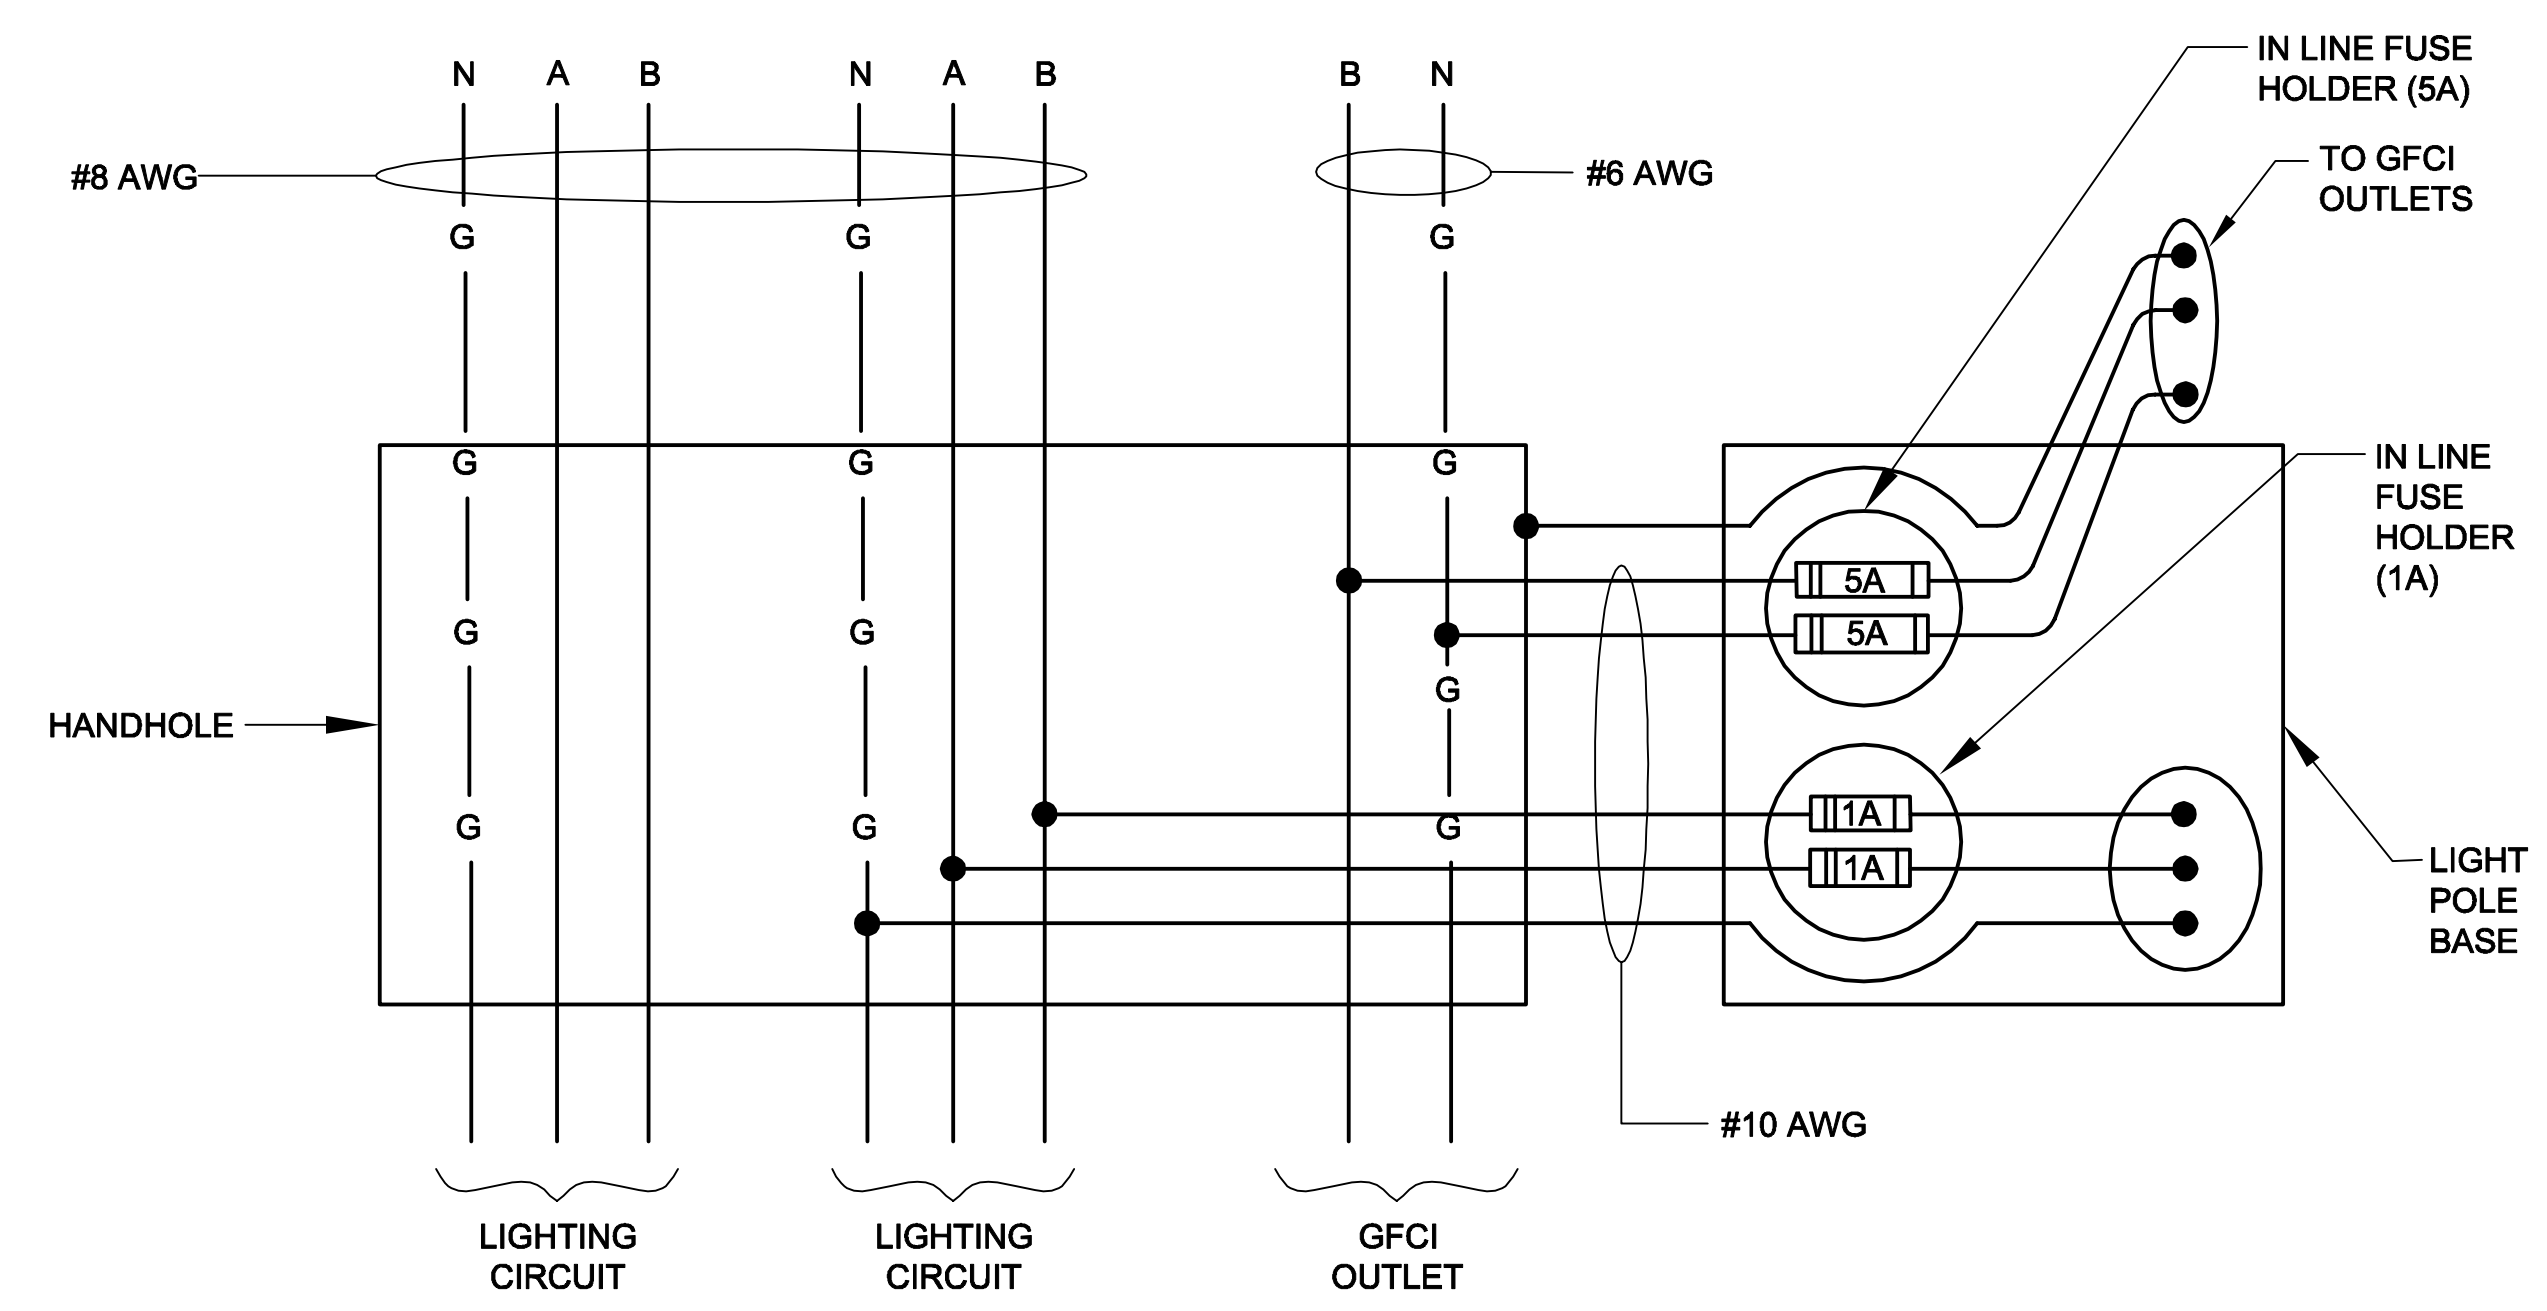 N A B N A B B N
IN LINE FUSE
HOLDER (5A)
#8 AWG
#6 AWG
TO GFCI
OUTLETS
G G G
G G G
IN LINE
FUSE
HOLDER
(1A)
5A
5A
G G
G
HANDHOLE
1A
G G G
1A
LIGHT
POLE
BASE
#10 AWG
LIGHTING
CIRCUIT
LIGHTING
CIRCUIT
GFCI
OUTLET